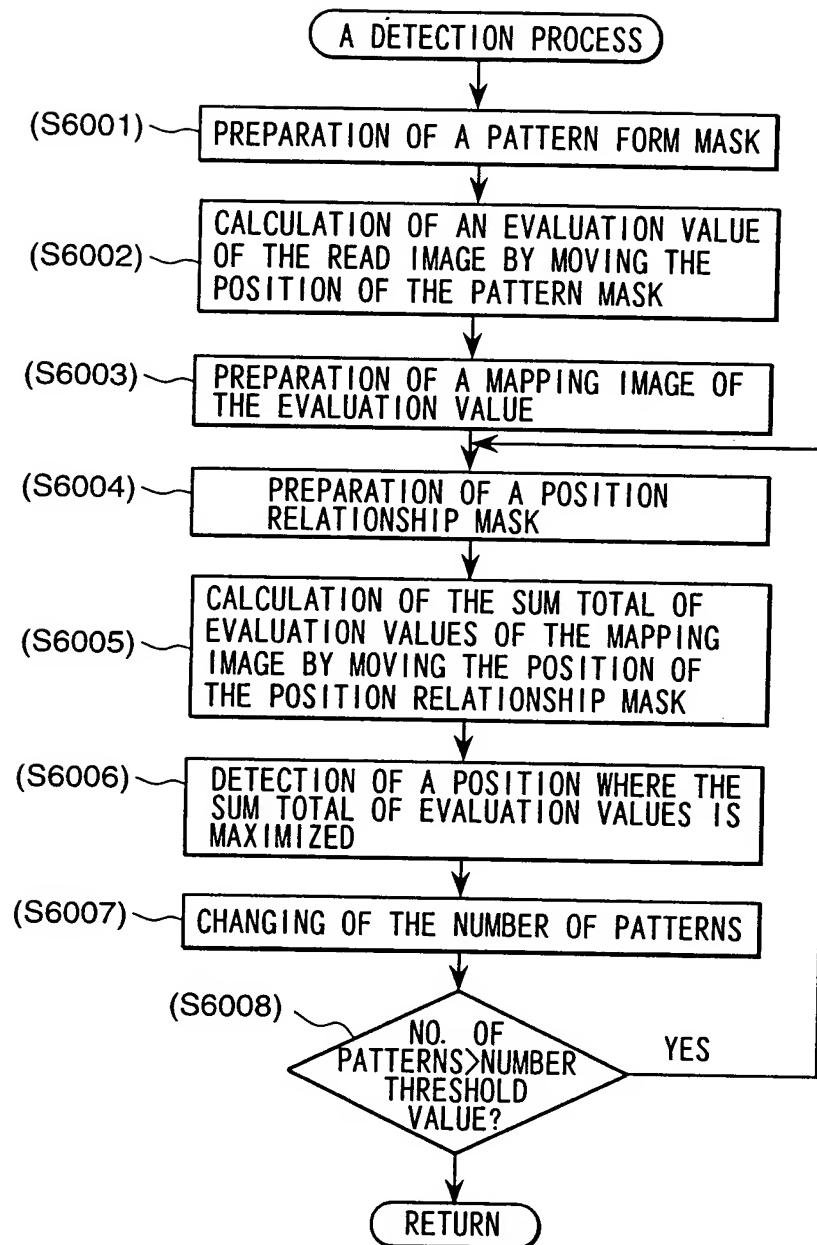 A DETECTION PROCESS
(S6001)
PREPARATION OF A PATTERN FORM MASK
(S6002)
CALCULATION OF AN EVALUATION VALUE
OF THE READ IMAGE BY MOVING THE
POSITION OF THE PATTERN MASK
(S6003)
PREPARATION OF A MAPPING IMAGE OF
THE EVALUATION VALUE
(S6004)
PREPARATION OF A POSITION
RELATIONSHIP MASK
(S6005)
CALCULATION OF THE SUM TOTAL OF
EVALUATION VALUES OF THE MAPPING
IMAGE BY MOVING THE POSITION OF
THE POSITION RELATIONSHIP MASK
(S6006)
DETECTION OF A POSITION WHERE THE
SUM TOTAL OF EVALUATION VALUES IS
MAXIMIZED
(S6007)
CHANGING OF THE NUMBER OF PATTERNS
(S6008)
NO. OF
PATTERNS>NUMBER
THRESHOLD
VALUE?
YES
RETURN